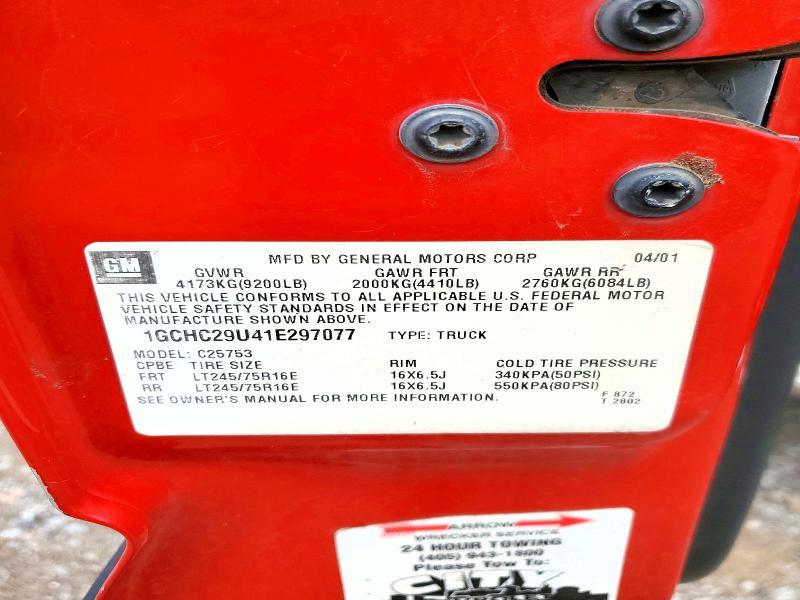 GM
MFD BY GENERAL MOTORS CORP 04/01
GVWR GAWR FRT GAWR RR
4173KG(9200LB) 2000KG(4410LB) 2760KG(6084LB)
THIS VEHICLE CONFORMS TO ALL APPLICABLE U.S. FEDERAL MOTOR
VEHICLE SAFETY STANDARDS IN EFFECT ON THE DATE OF
MANUFACTURE SHOWN ABOVE.
1GCHC29U41E297077 TYPE: TRUCK
MODEL: C25753
CPBE TIRE SIZE RIM COLD TIRE PRESSURE
FRT LT245/75R16E 16X6.5J 340KPA(50PSI)
RR LT245/75R16E 16X6.5J 550KPA(80PSI)
SEE OWNER'S MANUAL FOR MORE INFORMATION.
F 872
T 2802
ARROW
WRECKER SERVICE
24 HOUR TOWING
(405) 943-1800
Please Tow To:
CITY